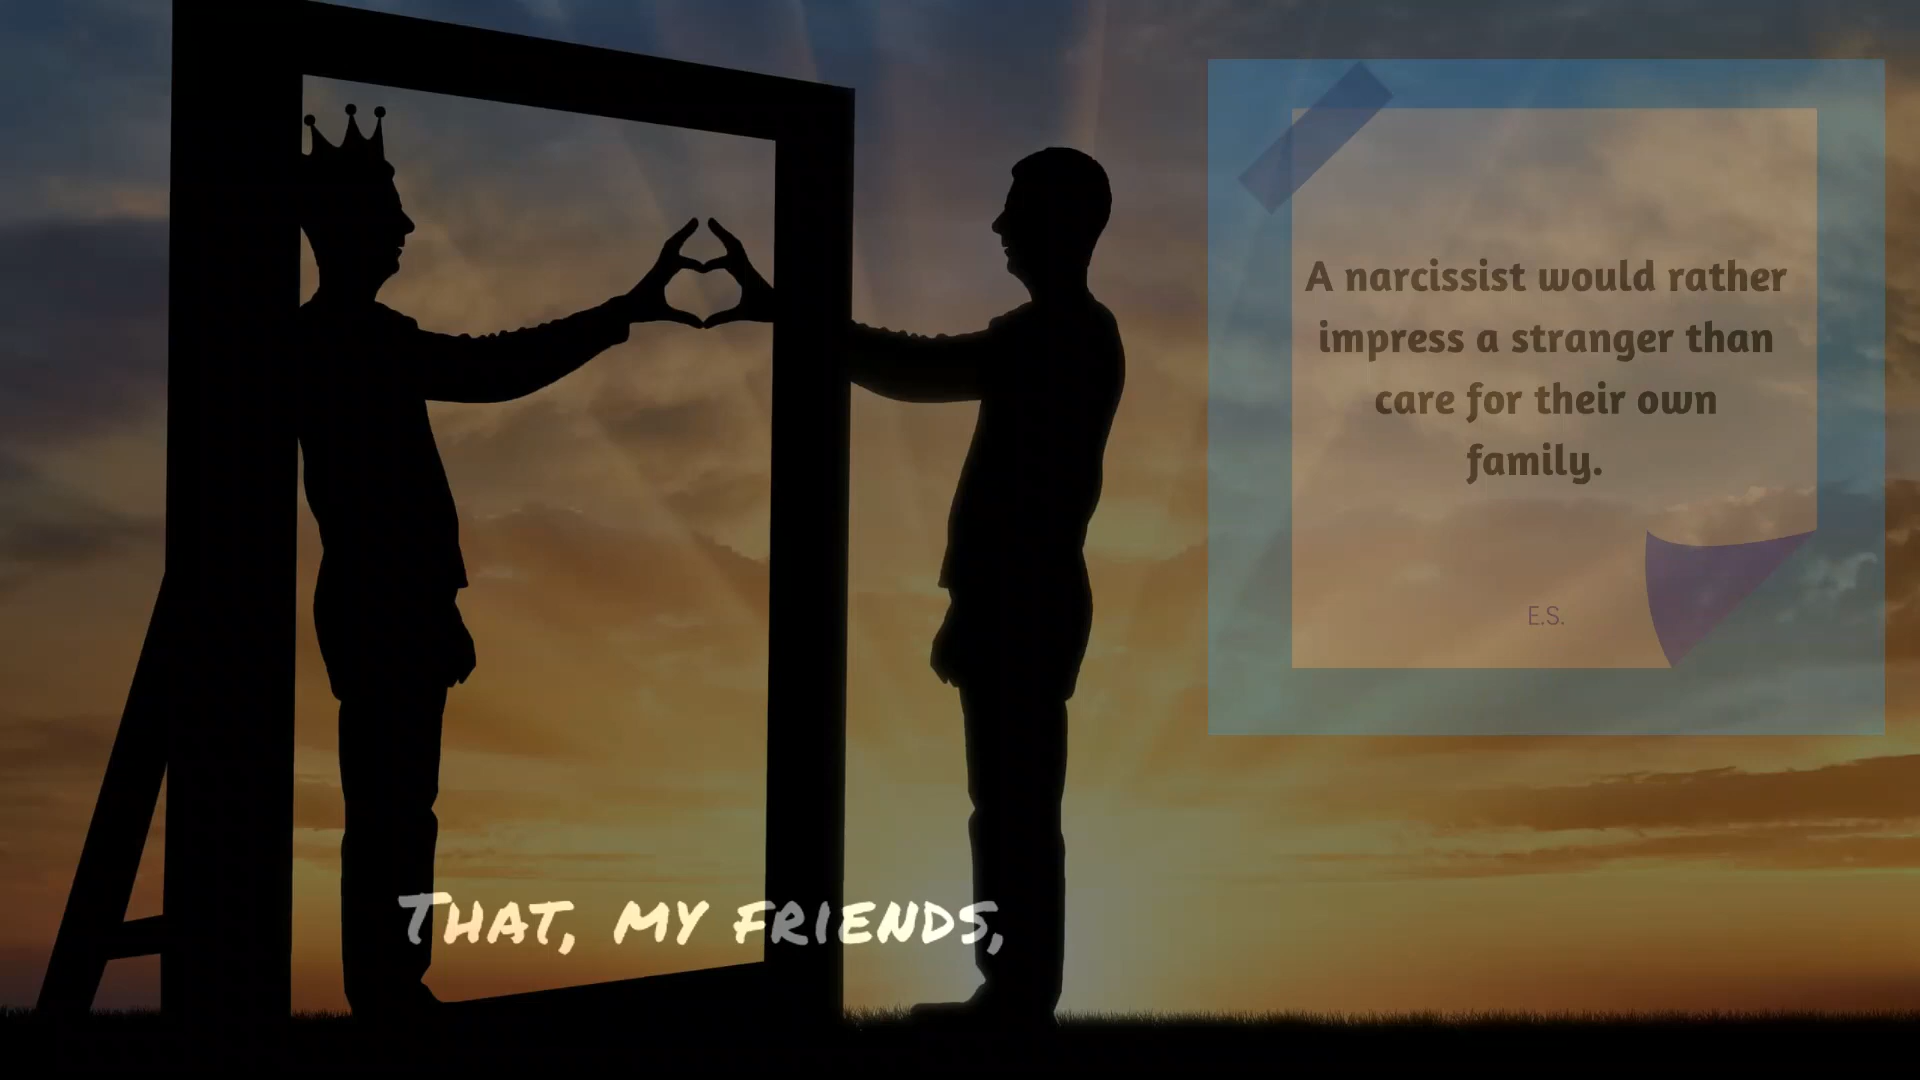 A narcissist would rather
impress a stranger than
care for their own
family.
E.S.
THAT, MY FRIENDS,